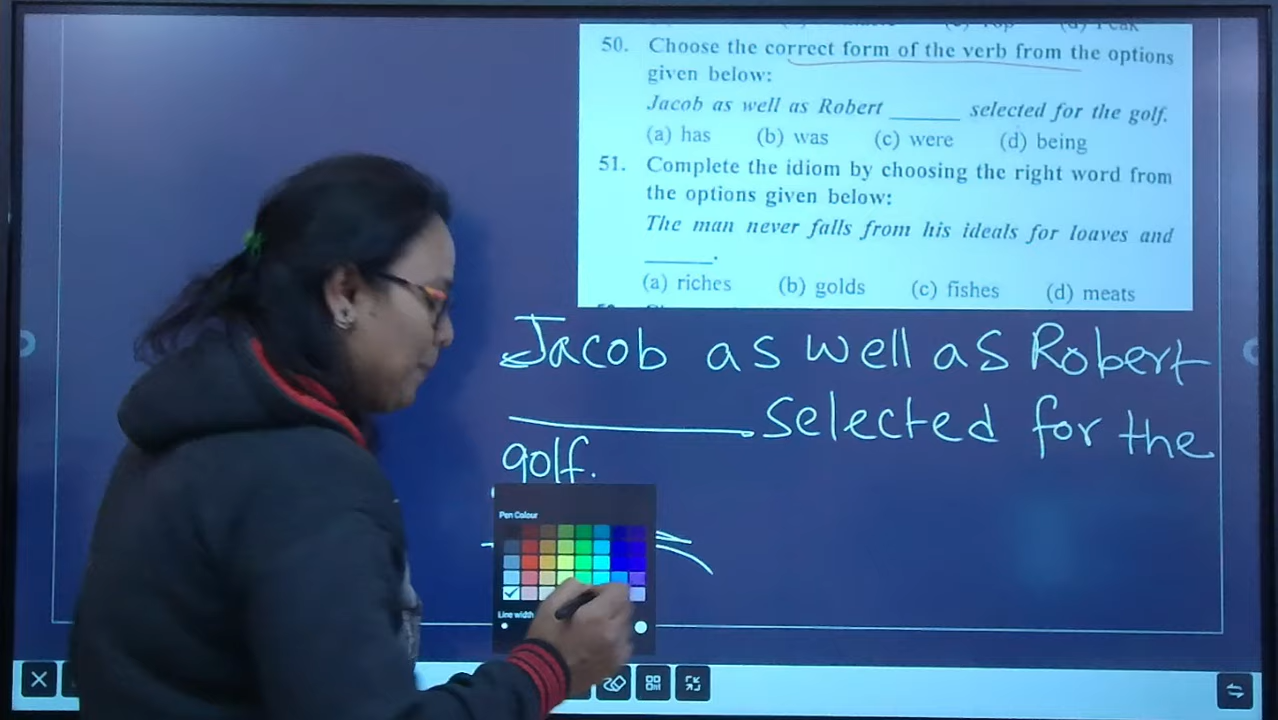 50. Choose the correct form of the verb from the options
given below:
Jacob as well as Robert ______ selected for the golf.
(a) has (b) was (c) were (d) being
51. Complete the idiom by choosing the right word from
the options given below:
The man never falls from his ideals for loaves and
______.
(a) riches (b) golds (c) fishes (d) meats
Jacob as well as Robert
______ selected for the
golf.
Pen Colour
Line width